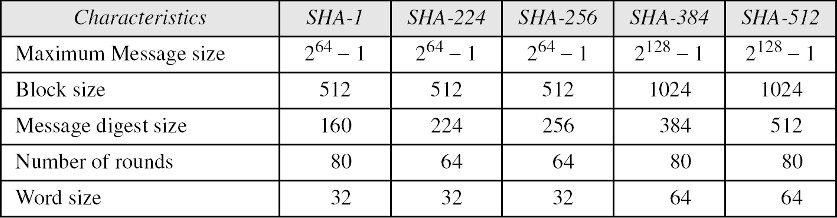 Characteristics SHA-1 SHA-224 SHA-256 SHA-384 SHA-512
Maximum Message size 2^64 − 1 2^64 − 1 2^64 − 1 2^128 − 1 2^128 − 1
Block size 512 512 512 1024 1024
Message digest size 160 224 256 384 512
Number of rounds 80 64 64 80 80
Word size 32 32 32 64 64